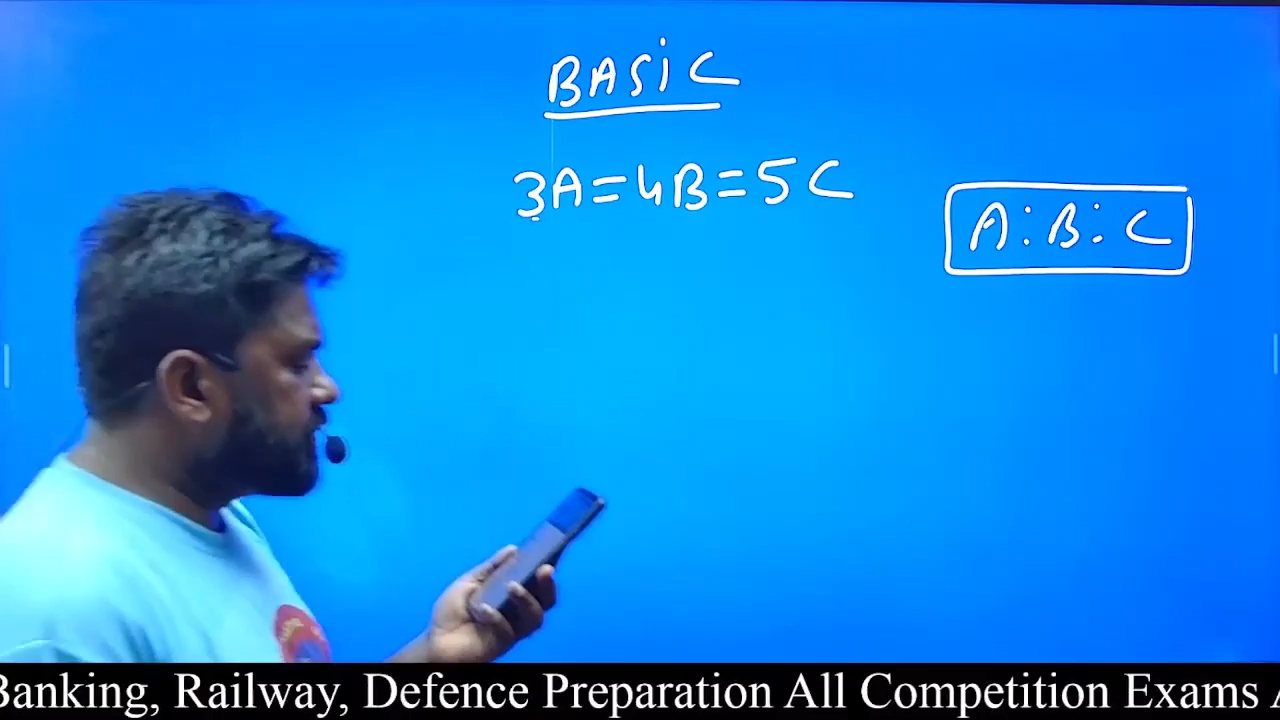 BASiC
3A=4B=5C
A:B:C
Banking, Railway, Defence Preparation All Competition Exams